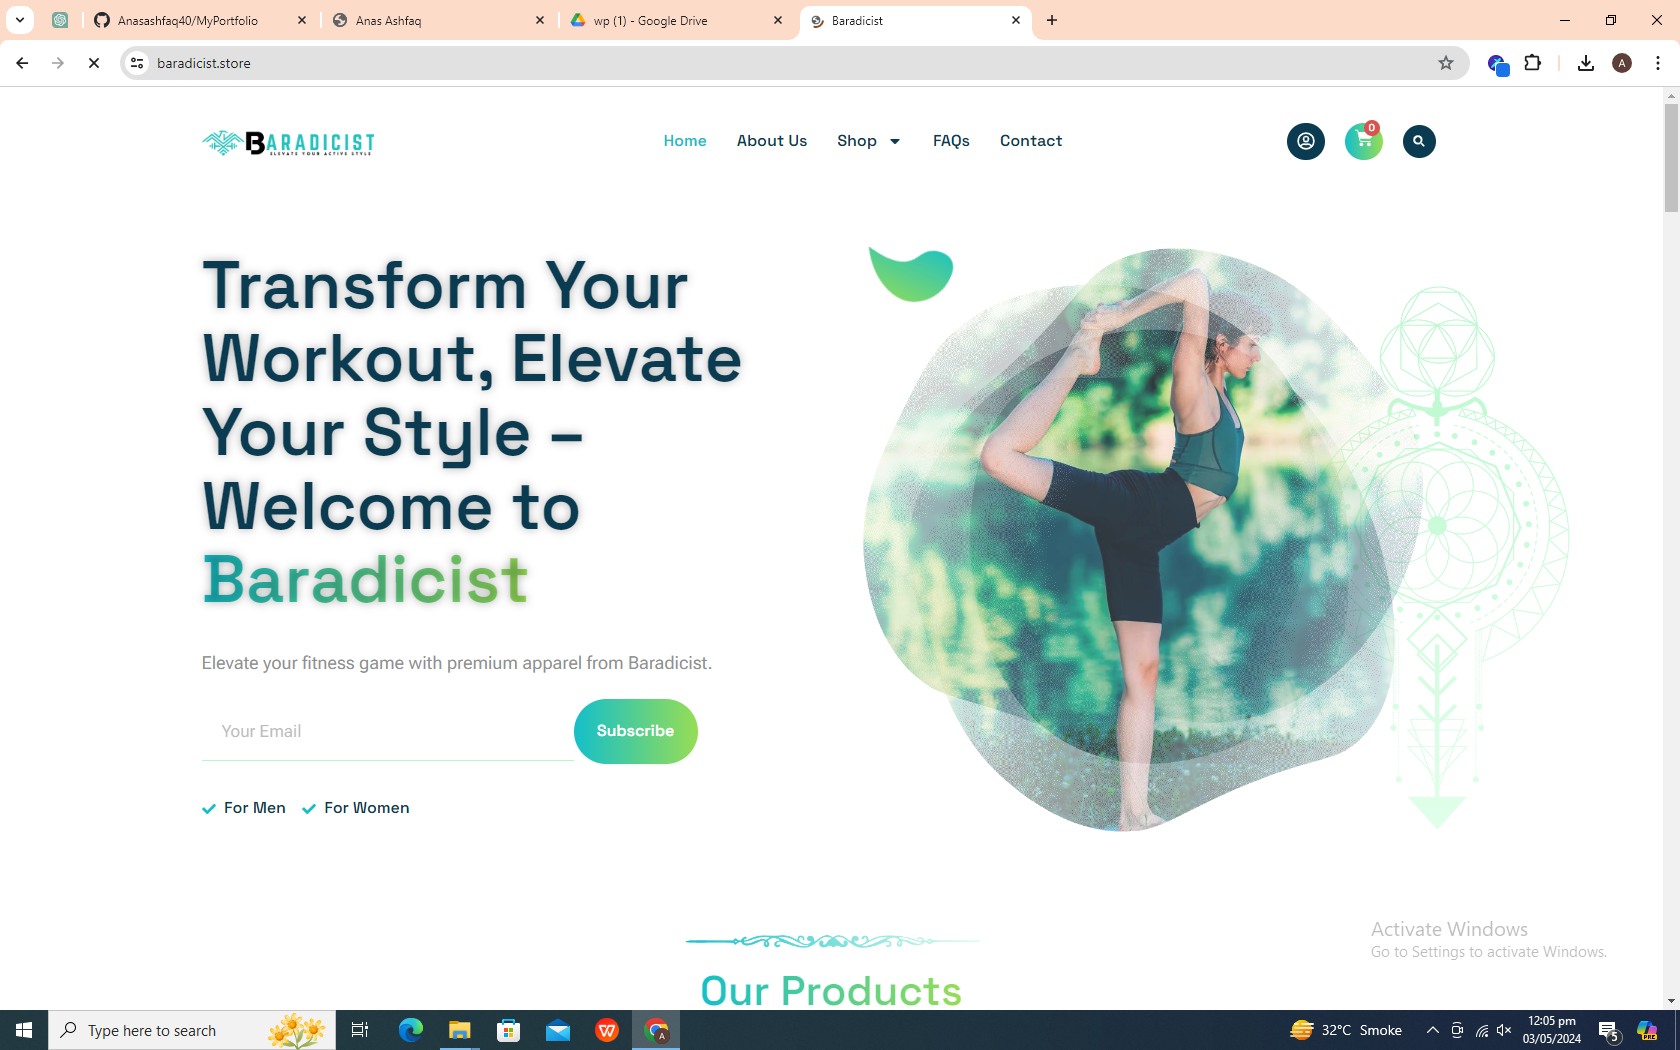 Anasashfaq40/MyPortfolio
Anas Ashfaq
wp (1) - Google Drive
Baradicist
baradicist.store
A
BARADICIST
ELEVATE YOUR ACTIVE STYLE
Home
About Us
Shop
FAQs
Contact
0
Transform Your
Workout, Elevate
Your Style –
Welcome to
Baradicist
Elevate your fitness game with premium apparel from Baradicist.
Your Email
Subscribe
For Men
For Women
Our Products
Activate Windows
Go to Settings to activate Windows.
Type here to search
W
A
32°C Smoke
12:05 pm
03/05/2024
5
PRE